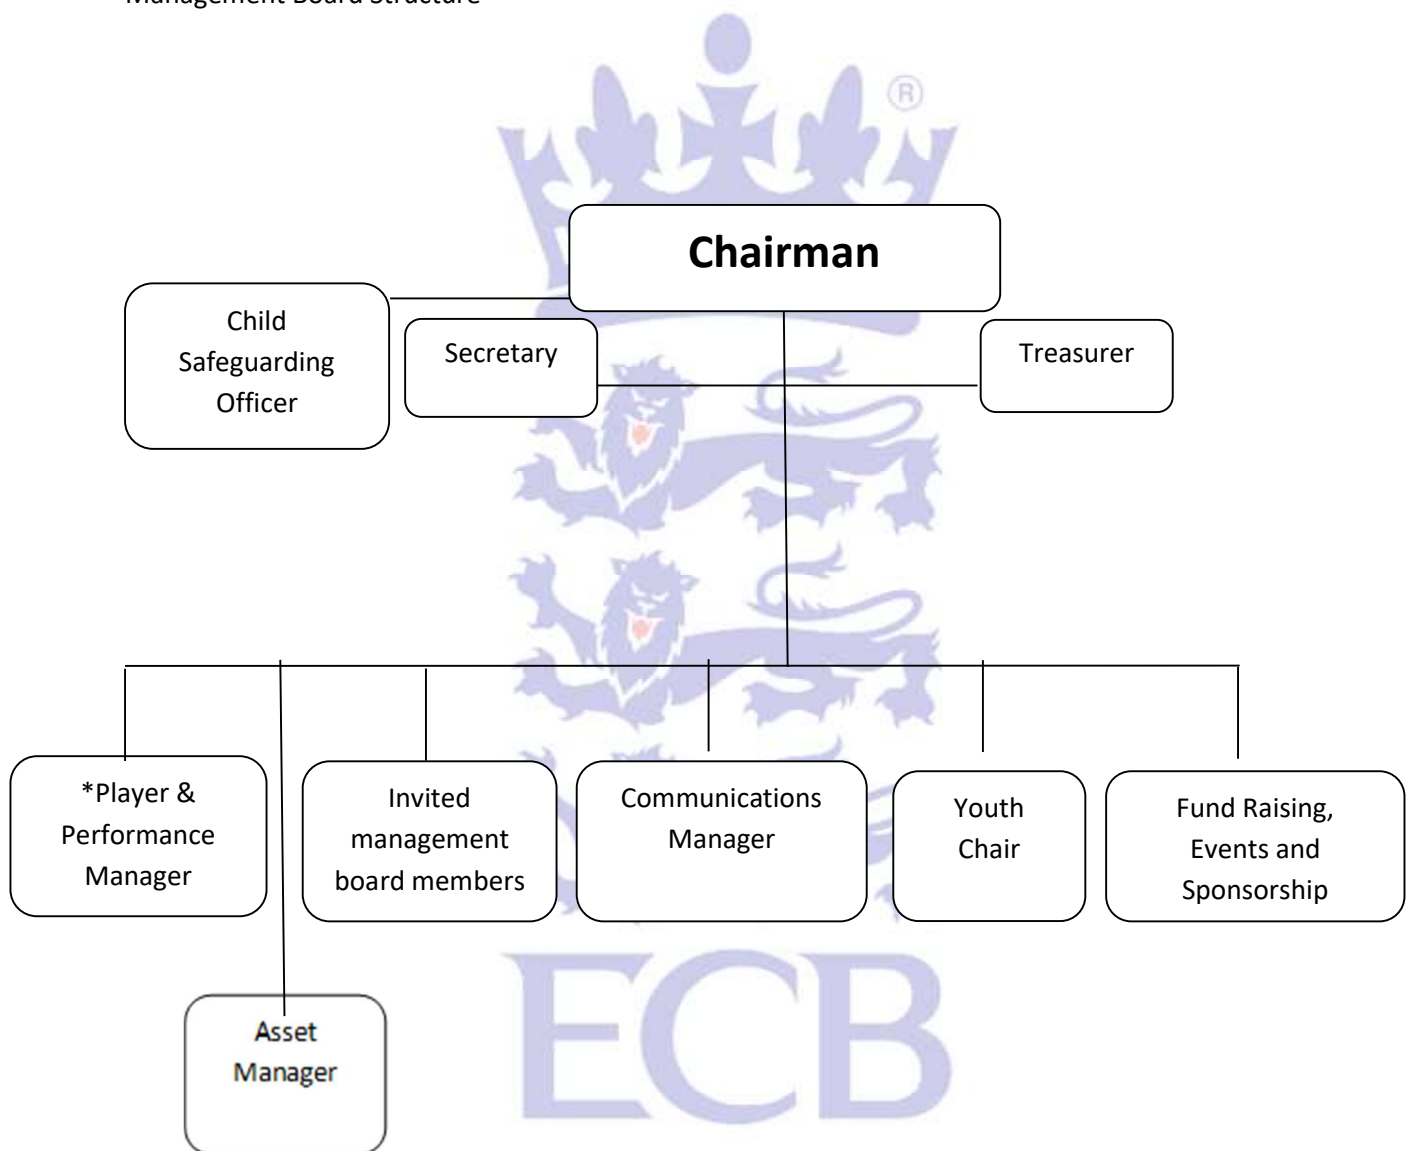 Management Board Structure
®
Chairman
Child
Safeguarding
Officer
Secretary
Treasurer
*Player &
Performance
Manager
Invited
management
board members
Communications
Manager
Youth
Chair
Fund Raising,
Events and
Sponsorship
Asset
Manager
ECB